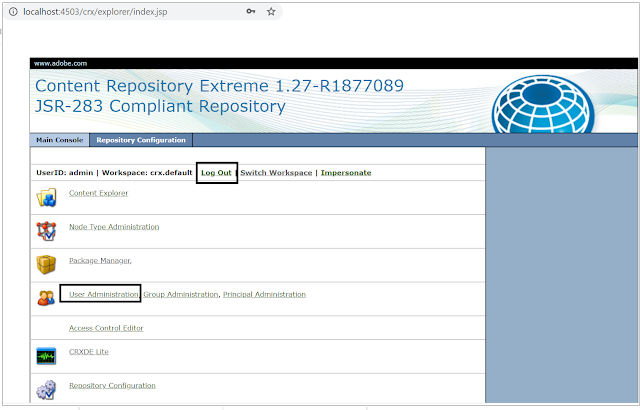 localhost:4503/crx/explorer/index.jsp
www.adobe.com
Content Repository Extreme 1.27-R1877089
JSR-283 Compliant Repository
Main Console Repository Configuration
UserID: admin | Workspace: crx.default Log Out | Switch Workspace | Impersonate
Content Explorer
Node Type Administration
Package Manager,
User Administration, Group Administration, Principal Administration
Access Control Editor
CRXDE Lite
Repository Configuration